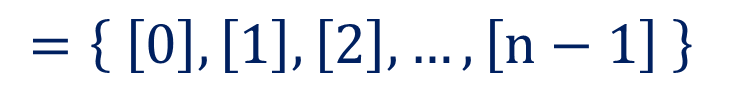 = { [0], [1], [2], ... , [n − 1] }